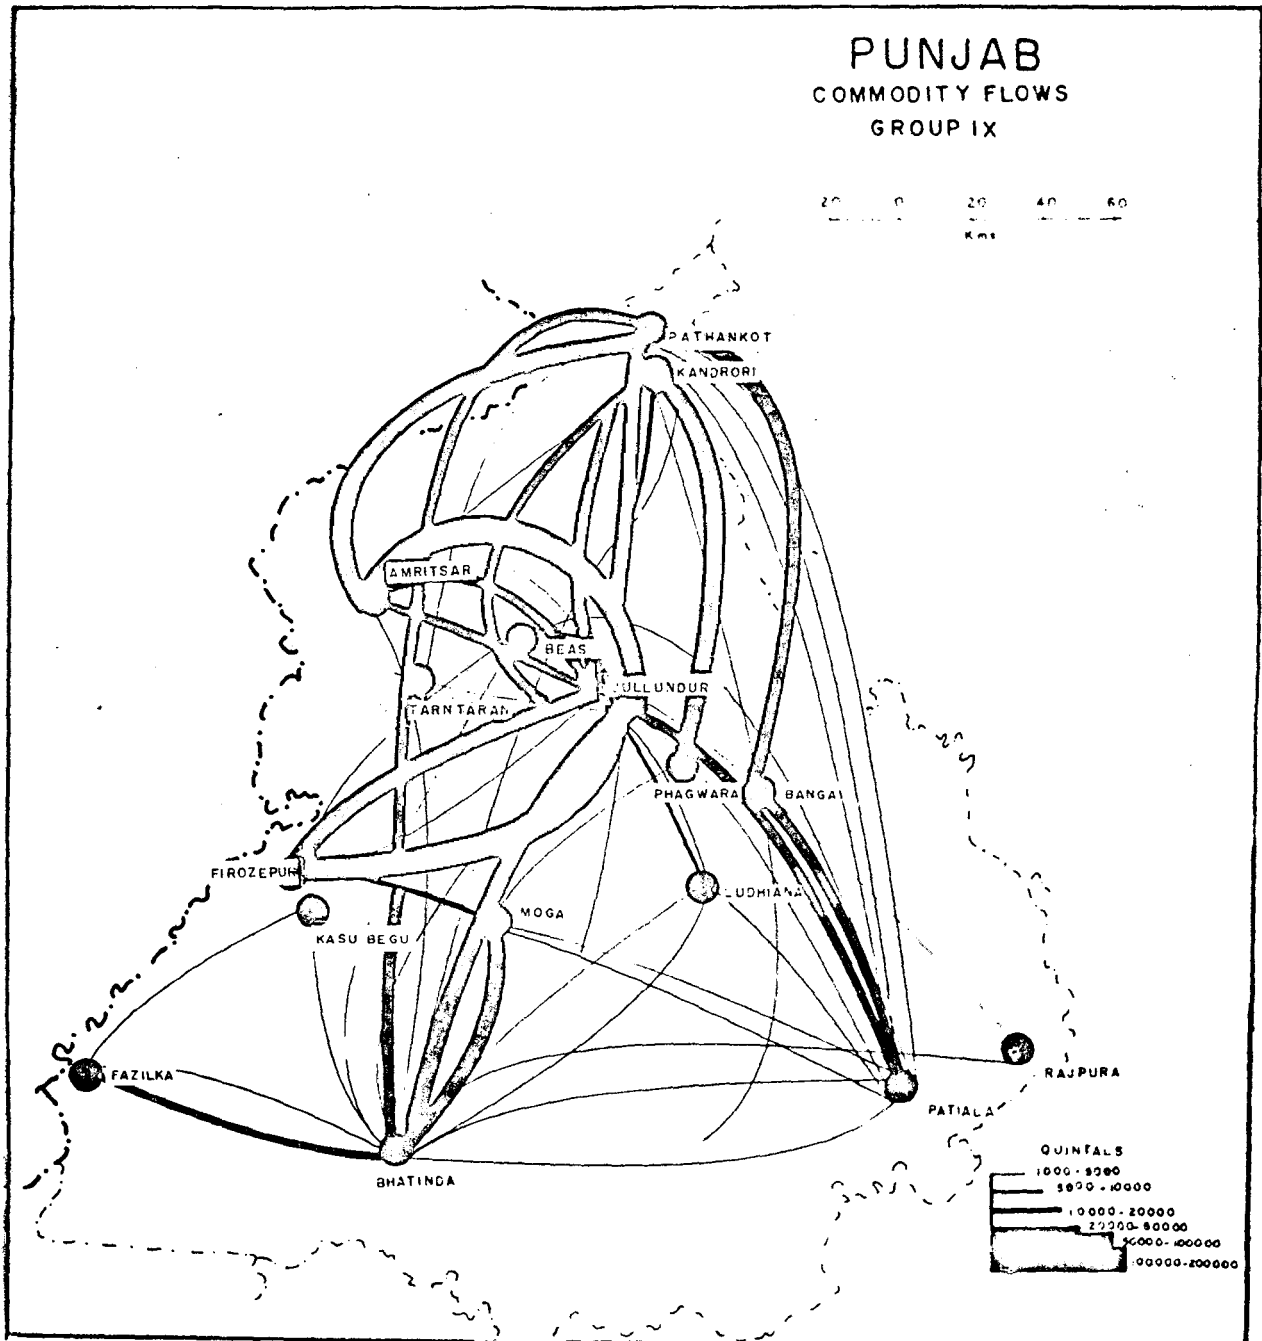 PUNJAB
COMMODITY FLOWS
GROUP IX
20 0 20 40 60
Kms
PATHANKOT
KANDRORI
AMRITSAR
BEAS
JULLUNDUR
TARNTARAN
PHAGWARA
BANGA
FIROZEPUR
LUDHIANA
MOGA
KASU BEGU
FAZILKA
RAJPURA
PATIALA
BHATINDA
QUINTALS
1000-5000
5000-10000
10000-20000
20000-50000
50000-100000
100000-200000